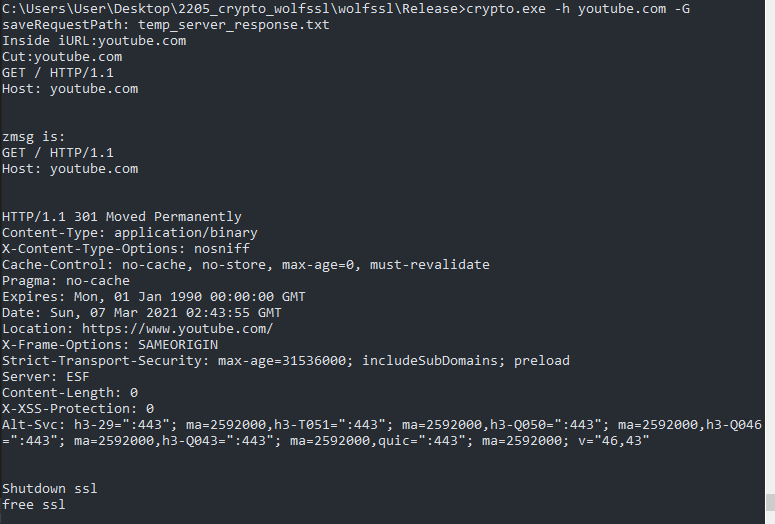 C:\Users\User\Desktop\2205_crypto_wolfssl\wolfssl\Release>crypto.exe -h youtube.com -G
saveRequestPath: temp_server_response.txt
Inside iURL:youtube.com
Cut:youtube.com
GET / HTTP/1.1
Host: youtube.com
zmsg is:
GET / HTTP/1.1
Host: youtube.com
HTTP/1.1 301 Moved Permanently
Content-Type: application/binary
X-Content-Type-Options: nosniff
Cache-Control: no-cache, no-store, max-age=0, must-revalidate
Pragma: no-cache
Expires: Mon, 01 Jan 1990 00:00:00 GMT
Date: Sun, 07 Mar 2021 02:43:55 GMT
Location: https://www.youtube.com/
X-Frame-Options: SAMEORIGIN
Strict-Transport-Security: max-age=31536000; includeSubDomains; preload
Server: ESF
Content-Length: 0
X-XSS-Protection: 0
Alt-Svc: h3-29=":443"; ma=2592000,h3-T051=":443"; ma=2592000,h3-Q050=":443"; ma=2592000,h3-Q046
=":443"; ma=2592000,h3-Q043=":443"; ma=2592000,quic=":443"; ma=2592000; v="46,43"
Shutdown ssl
free ssl